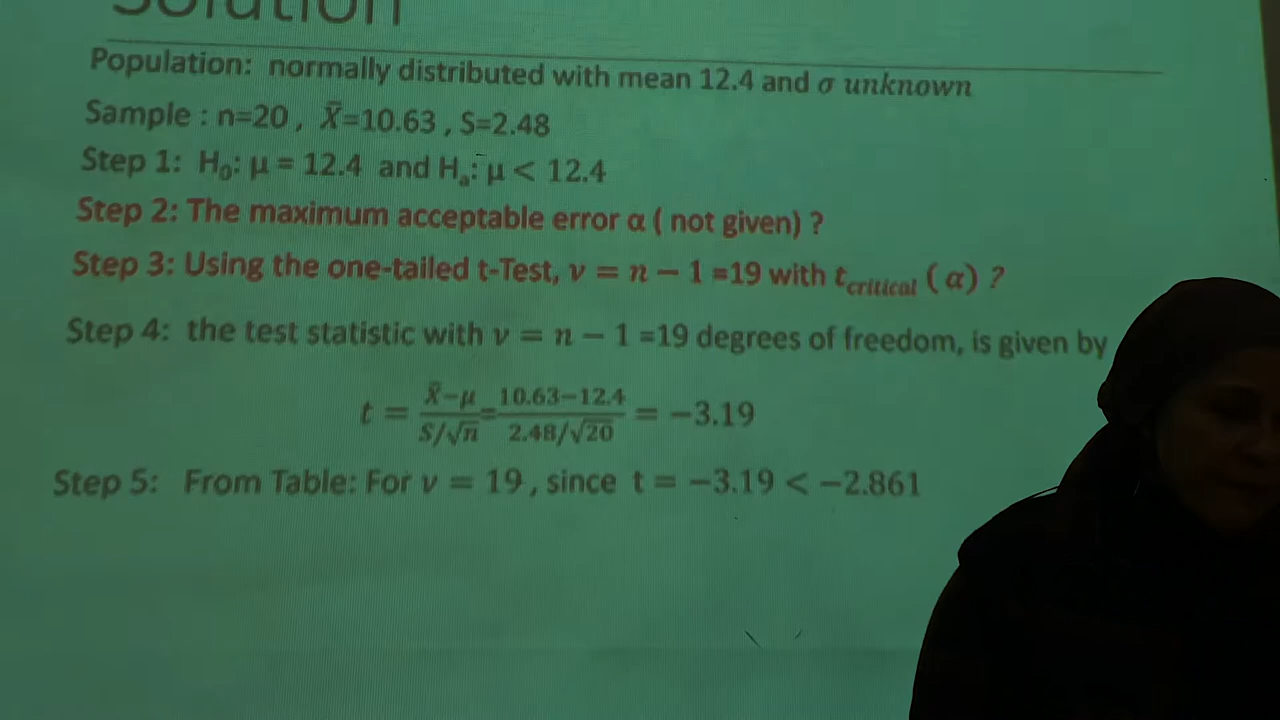 Solution
Population: normally distributed with mean 12.4 and σ unknown
Sample : n=20 , X̄=10.63 , S=2.48
Step 1: H₀: μ = 12.4 and Hₐ: μ < 12.4
Step 2: The maximum acceptable error α ( not given) ?
Step 3: Using the one-tailed t-Test, ν = n − 1 =19 with t_critical (α) ?
Step 4: the test statistic with ν = n − 1 =19 degrees of freedom, is given by
t = (X̄−μ)/(S/√n) = (10.63−12.4)/(2.48/√20) = −3.19
Step 5: From Table: For ν = 19 , since t = −3.19 < −2.861